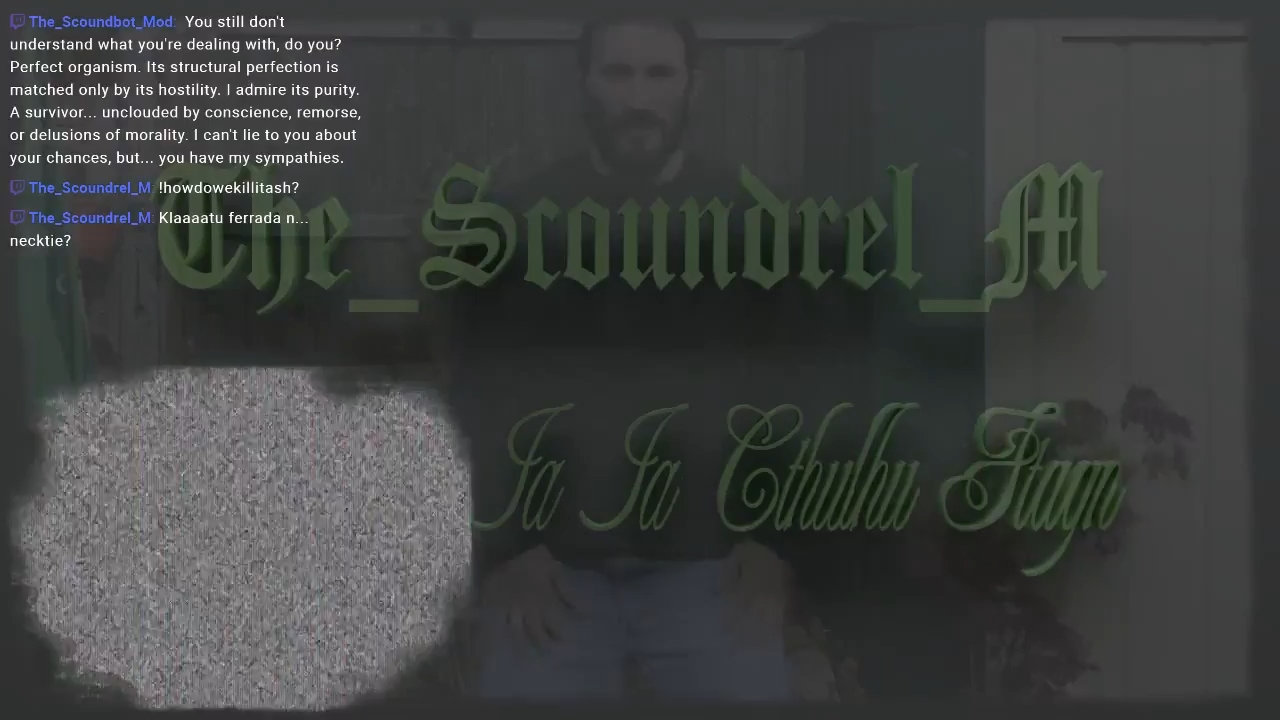 The_Scoundbot_Mod: You still don't
understand what you're dealing with, do you?
Perfect organism. Its structural perfection is
matched only by its hostility. I admire its purity.
A survivor... unclouded by conscience, remorse,
or delusions of morality. I can't lie to you about
your chances, but... you have my sympathies.
The_Scoundrel_M: !howdowekillitash?
The_Scoundrel_M: Klaaaatu ferrada n...
necktie?
The_Scoundrel_M
Ia Ia Cthulhu Ftagn